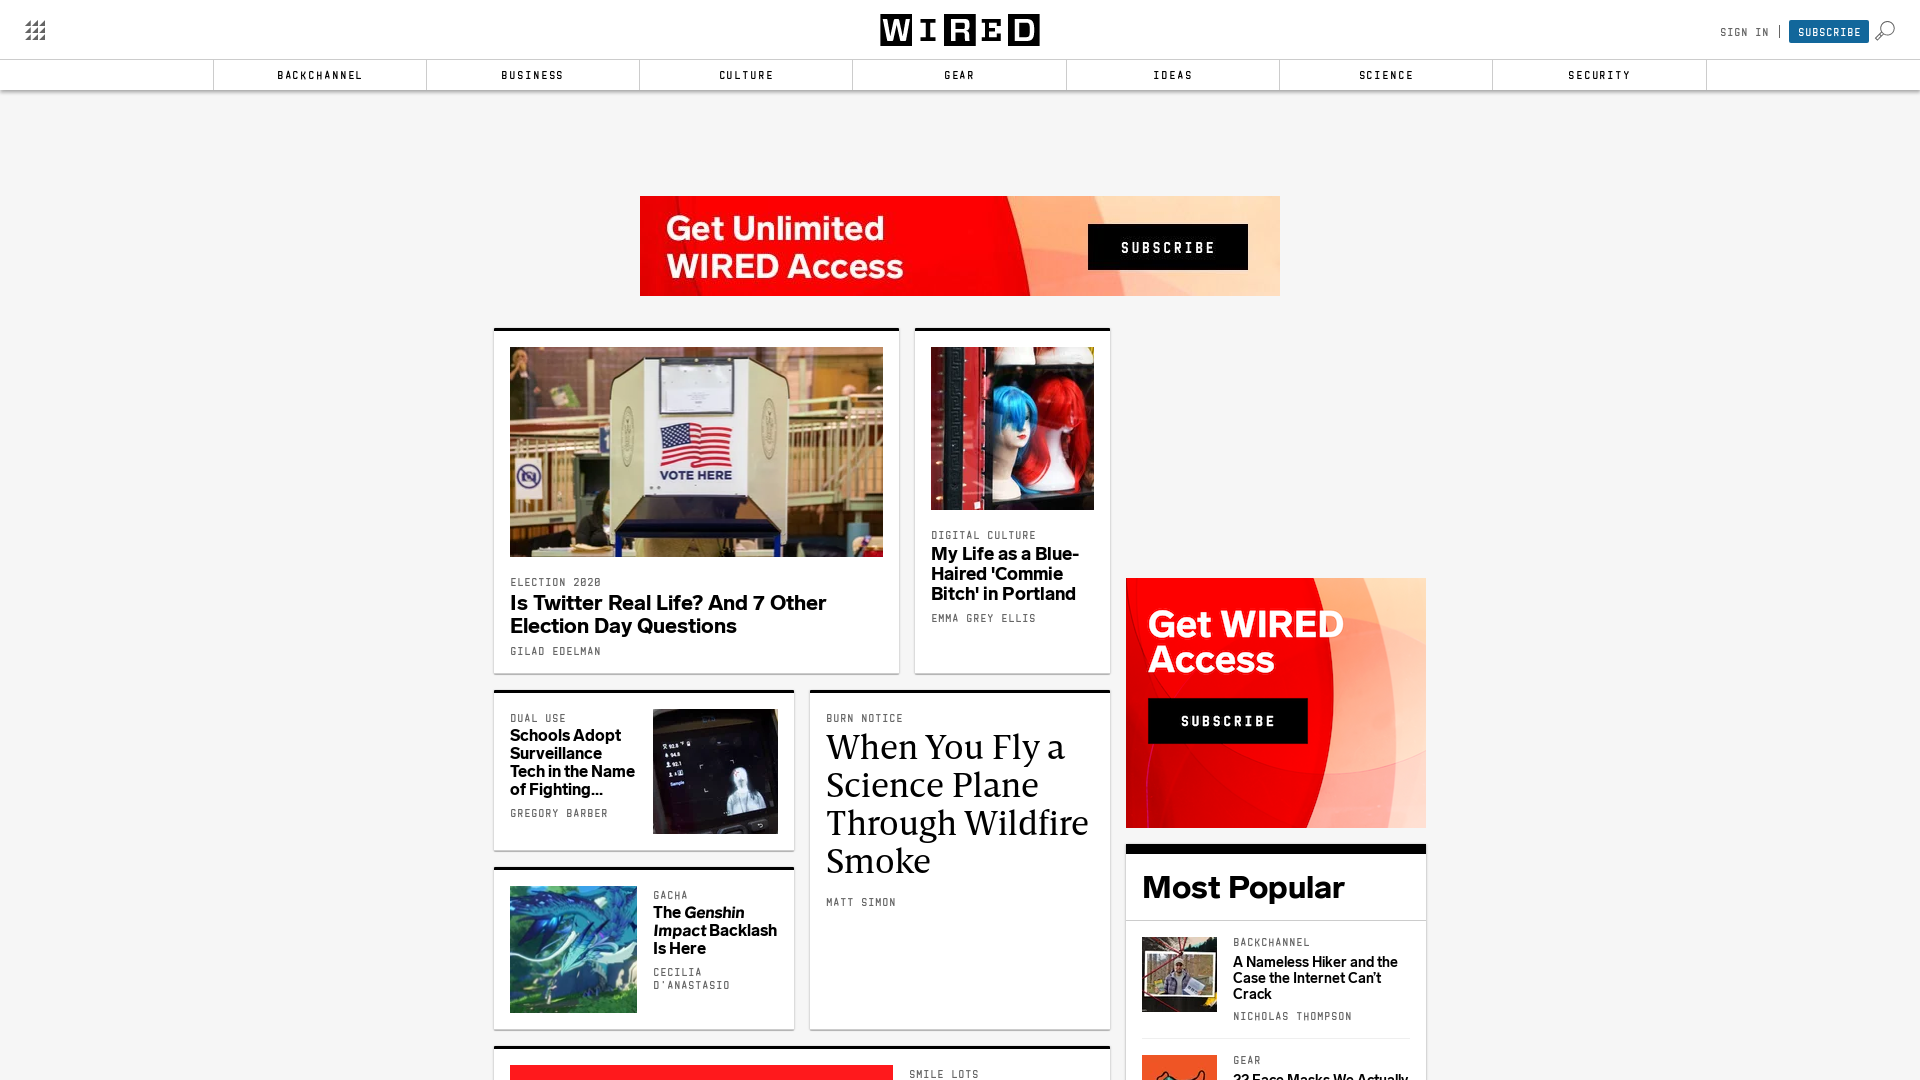 WIRED
SIGN IN
SUBSCRIBE
BACKCHANNEL
BUSINESS
CULTURE
GEAR
IDEAS
SCIENCE
SECURITY
Get Unlimited
WIRED Access
SUBSCRIBE
VOTE HERE
ELECTION 2020
Is Twitter Real Life? And 7 Other
Election Day Questions
GILAD EDELMAN
DIGITAL CULTURE
My Life as a Blue-
Haired 'Commie
Bitch' in Portland
EMMA GREY ELLIS
Get WIRED
Access
SUBSCRIBE
DUAL USE
Schools Adopt
Surveillance
Tech in the Name
of Fighting...
GREGORY BARBER
BURN NOTICE
When You Fly a
Science Plane
Through Wildfire
Smoke
MATT SIMON
GACHA
The Genshin
Impact Backlash
Is Here
CECILIA
D'ANASTASIO
Most Popular
BACKCHANNEL
A Nameless Hiker and the
Case the Internet Can’t
Crack
NICHOLAS THOMPSON
GEAR
Face Masks We Actually
SMILE LOTS